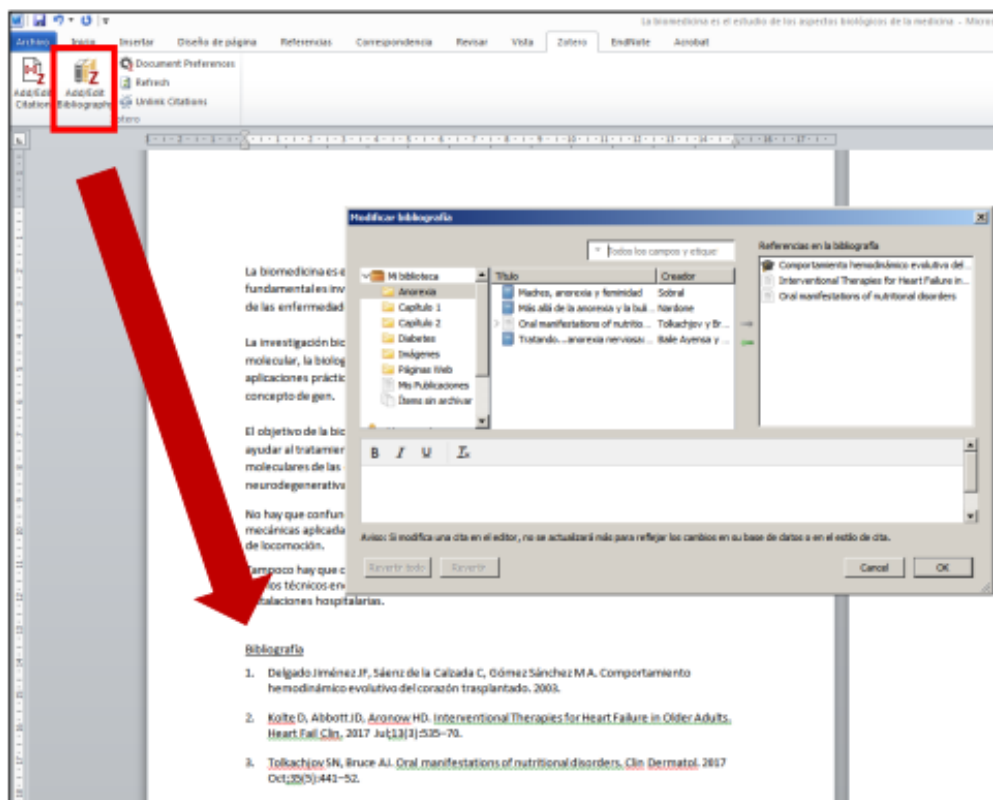 La biomedicina es el estudio de los aspectos biológicos de la medicina - Micros
Archivo Inicio Insertar Diseño de página Referencias Correspondencia Revisar Vista Zotero EndNote Acrobat
Add/Edit Citation
Add/Edit Bibliography
Document Preferences
Refresh
Unlink Citations
otero
La biomedicina es e
fundamentales inv
de las enfermedad
La investigación bio
molecular, la biolog
aplicaciones práctic
concepto de gen.
El objetivo de la bio
ayudar al tratamien
moleculares de las
neurodegenerativa
No hay que confun
mecánicas aplicada
de locomoción.
Tampoco hay que c
los técnicos en
stalaciones hospitalarias.
Modificar bibliografía
Todos los campos y etique
Mi biblioteca
Anorexia
Capítulo 1
Capítulo 2
Diabetes
Imágenes
Páginas Web
Mis Publicaciones
Ítems sin archivar
Título Creador
Madres, anorexia y feminidad Sobral
Más allá de la anorexia y la buli... Nardone
Oral manifestations of nutritio... Tolkachjov y Br...
Tratando...anorexia nerviosa: ... Baile Ayensa y ...
Referencias en la bibliografía
Comportamiento hemodinámico evolutivo del...
Interventional Therapies for Heart Failure in...
Oral manifestations of nutritional disorders
B I U Tx
Aviso: Si modifica una cita en el editor, no se actualizará más para reflejar los cambios en su base de datos o en el estilo de cita.
Revertir todo Revertir Cancel OK
Bibliografía
1. Delgado Jiménez JF, Sáenz de la Calzada C, Gómez Sánchez M A. Comportamiento
hemodinámico evolutivo del corazón trasplantado. 2003.
2. Kolte D, Abbott JD, Aronow HD. Interventional Therapies for Heart Failure in Older Adults.
Heart Fail Clin. 2017 Jul;13(3):535–70.
3. Tolkachjov SN, Bruce AJ. Oral manifestations of nutritional disorders. Clin Dermatol. 2017
Oct;35(5):441–52.